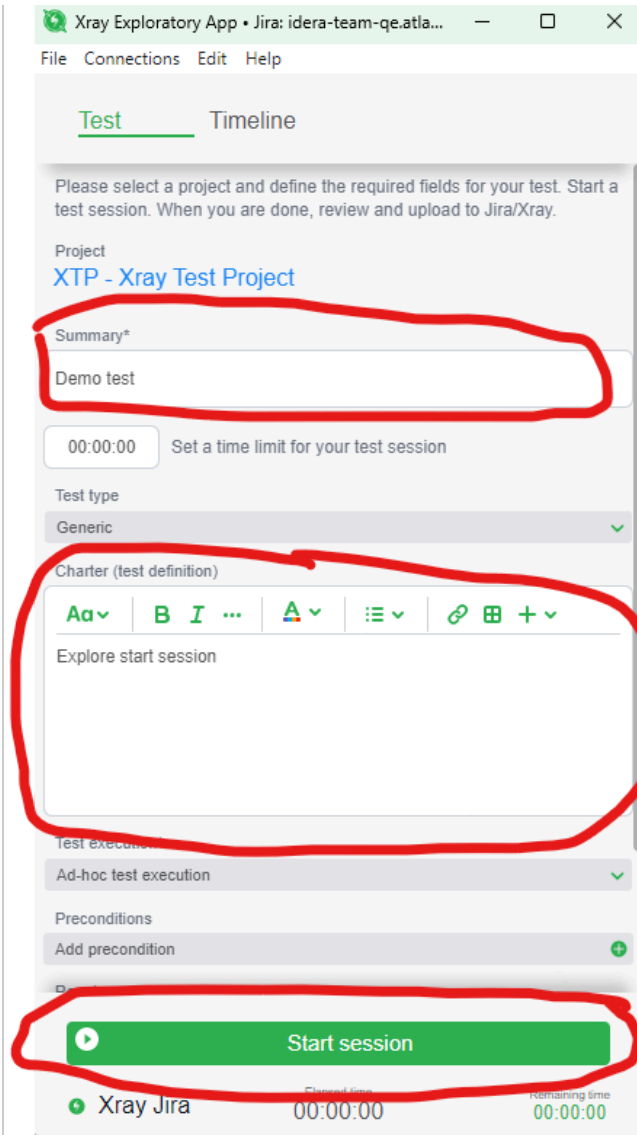 Xray Exploratory App • Jira: idera-team-qe.atla...
File Connections Edit Help
Test Timeline
Please select a project and define the required fields for your test. Start a
test session. When you are done, review and upload to Jira/Xray.
Project
XTP - Xray Test Project
Summary*
Demo test
00:00:00 Set a time limit for your test session
Test type
Generic
Charter (test definition)
Aa B I ... A
Explore start session
Test execution
Ad-hoc test execution
Preconditions
Add precondition
Start session
Xray Jira
Elapsed time
00:00:00
Remaining time
00:00:00